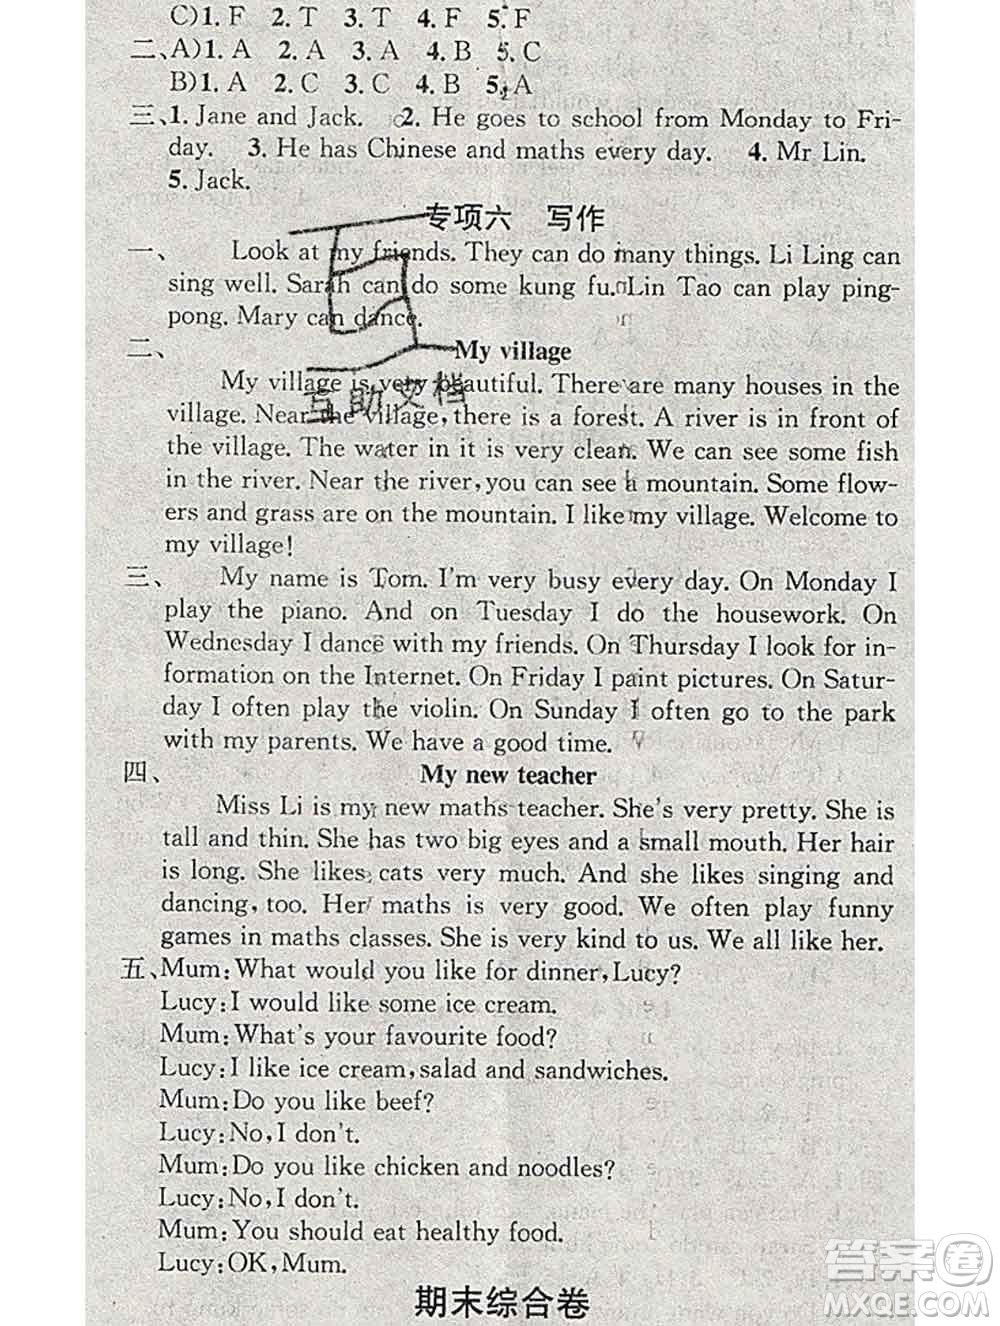 C)1. F 2. T 3. T 4. F 5. F
二、A)1. A 2. A 3. A 4. B 5. C
B)1. A 2. C 3. C 4. B 5. A
三、1. Jane and Jack. 2. He goes to school from Monday to Fri-
day. 3. He has Chinese and maths every day. 4. Mr Lin.
5. Jack.
专项六 写作
一、 Look at my friends. They can do many things. Li Ling can
sing well. Sarah can do some kung fu. Lin Tao can play ping-
pong. Mary can dance.
二、 My village
My village is very beautiful. There are many houses in the
village. Near the village, there is a forest. A river is in front of
the village. The water in it is very clean. We can see some fish
in the river. Near the river, you can see a mountain. Some flow-
ers and grass are on the mountain. I like my village. Welcome to
my village!
互助文档
三、 My name is Tom. I'm very busy every day. On Monday I
play the piano. And on Tuesday I do the housework. On
Wednesday I dance with my friends. On Thursday I look for in-
formation on the Internet. On Friday I paint pictures. On Satur-
day I often play the violin. On Sunday I often go to the park
with my parents. We have a good time.
四、 My new teacher
Miss Li is my new maths teacher. She's very pretty. She is
tall and thin. She has two big eyes and a small mouth. Her hair
is long. She likes cats very much. And she likes singing and
dancing, too. Her maths is very good. We often play funny
games in maths classes. She is very kind to us. We all like her.
五、Mum: What would you like for dinner, Lucy?
Lucy: I would like some ice cream.
Mum: What's your favourite food?
Lucy: I like ice cream, salad and sandwiches.
Mum: Do you like beef?
Lucy: No, I don't.
Mum: Do you like chicken and noodles?
Lucy: No, I don't.
Mum: You should eat healthy food.
Lucy: OK, Mum.
期末综合卷
答案圈
MXQE.COM